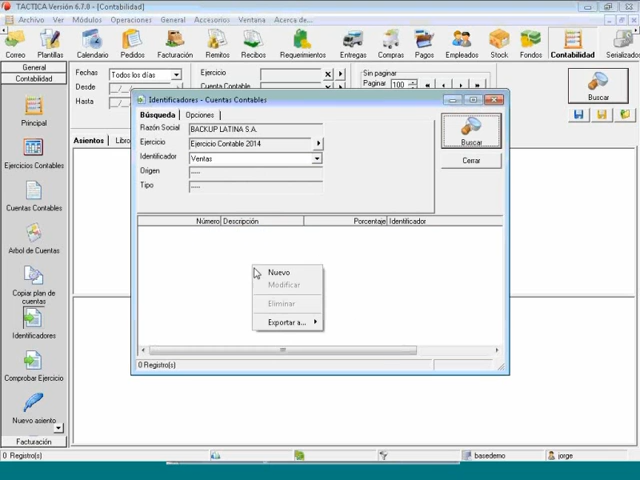 TACTICA Versión 6.7.0 - [Contabilidad]
Archivo Ver Módulos Operaciones General Accesorios Ventana Acerca de...
Correo Plantillas Calendario Pedidos Facturación Remitos Recibos Requerimientos Entregas Compras Pagos Empleados Stock Fondos Contabilidad Serializados
General
Contabilidad
Principal
Ejercicios Contables
Cuentas Contables
Arbol de Cuentas
Copiar plan de cuentas
Identificadores
Comprobar Ejercicio
Nuevo asiento
Facturación
Fechas Todos los días
Desde
Hasta
Ejercicio
Cuenta Contable
Sin paginar
Paginar 100
Buscar
Asientos
Identificadores - Cuentas Contables
Búsqueda Opciones
Razón Social BACKUP LATINA S.A.
Ejercicio Ejercicio Contable 2014
Identificador Ventas
Origen ----
Tipo ----
Buscar
Cerrar
Número Descripción Porcentaje Identificador
Nuevo
Modificar
Eliminar
Exportar a...
0 Registro(s)
0 Registro(s) basedemo jorge